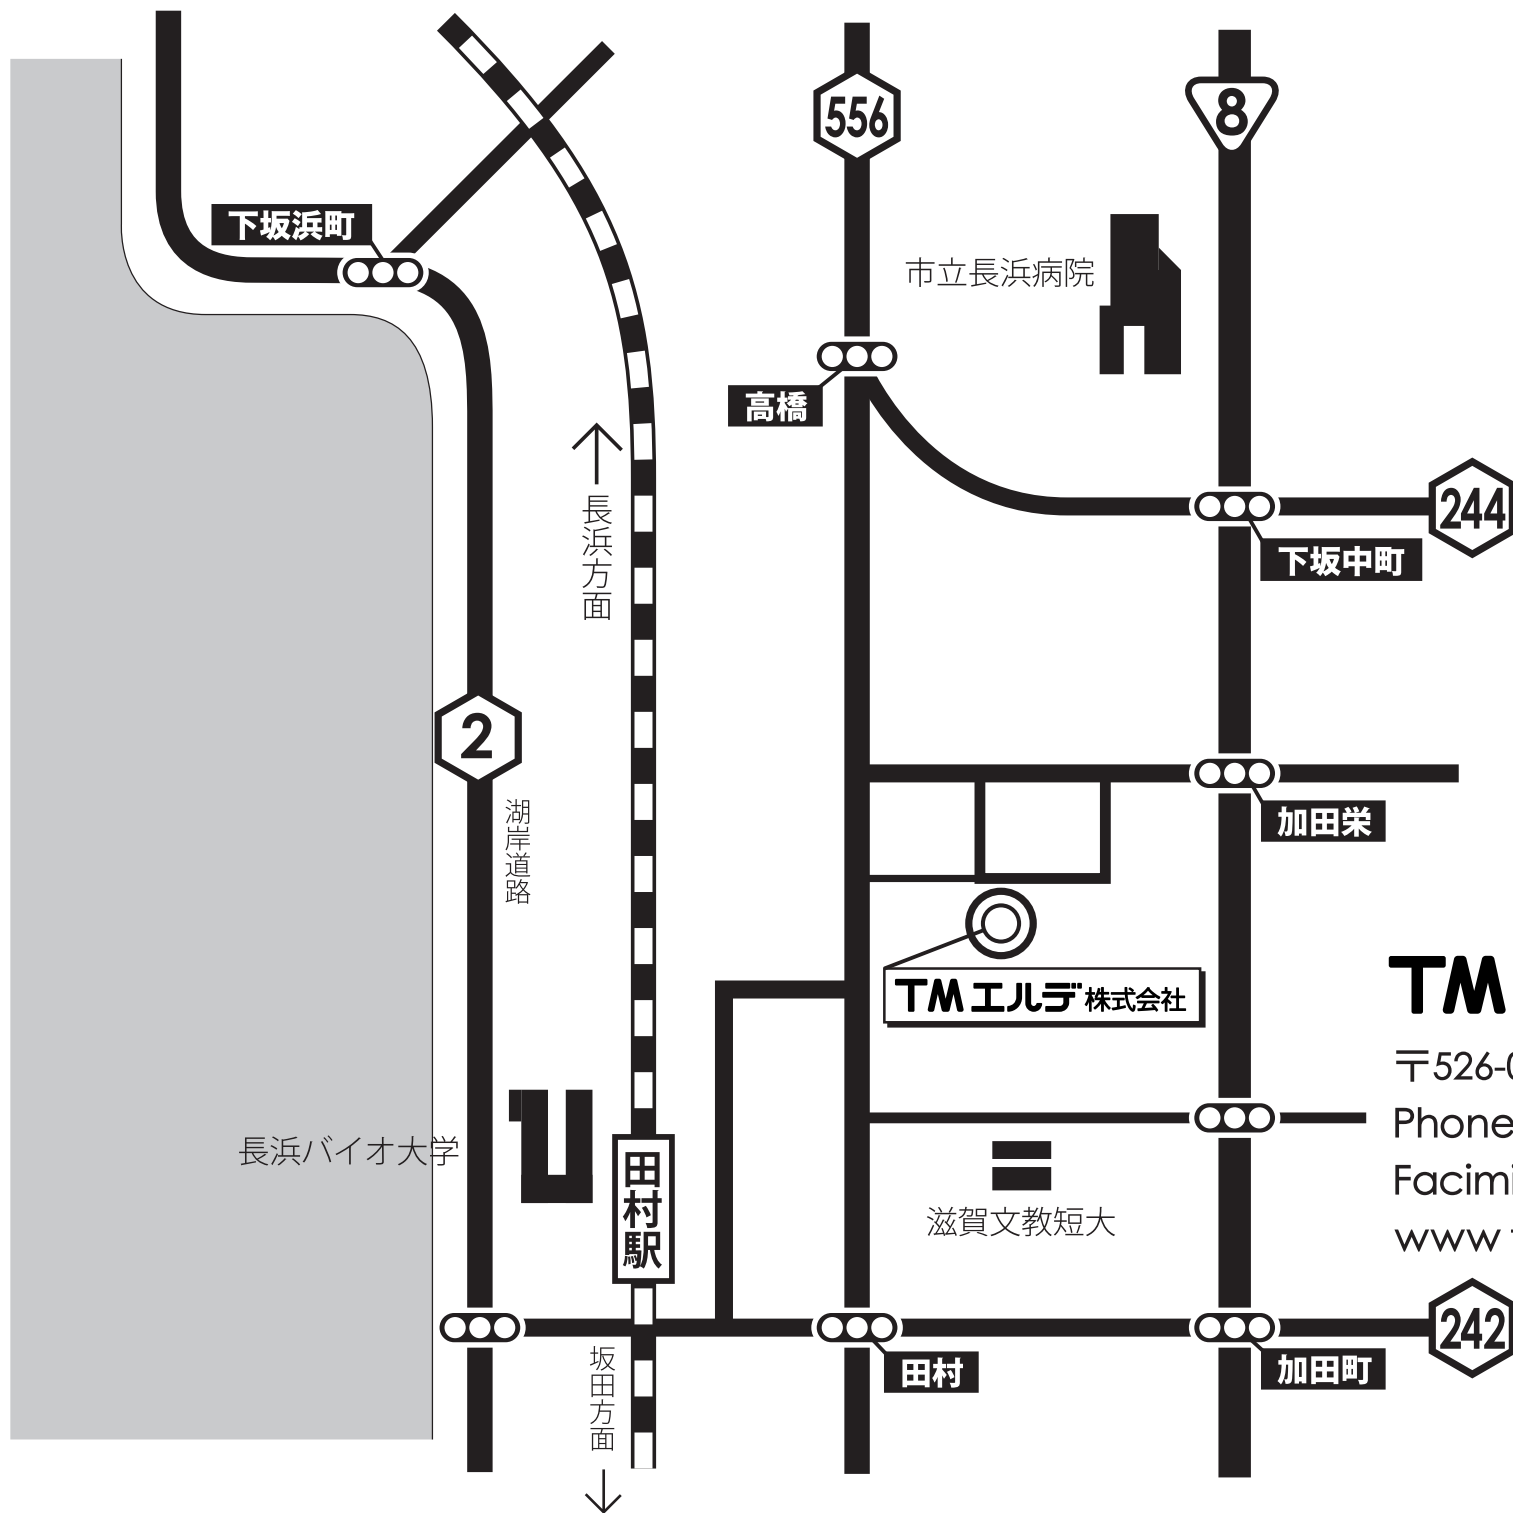 556
8
下坂浜町
市立長浜病院
高橋
244
長浜方面
下坂中町
2
湖岸道路
加田栄
TMエルデ株式会社
TM
〒526-0
Phone
長浜バイオ大学
田村駅
Facimi
滋賀文教短大
www
242
坂田方面
田村
加田町